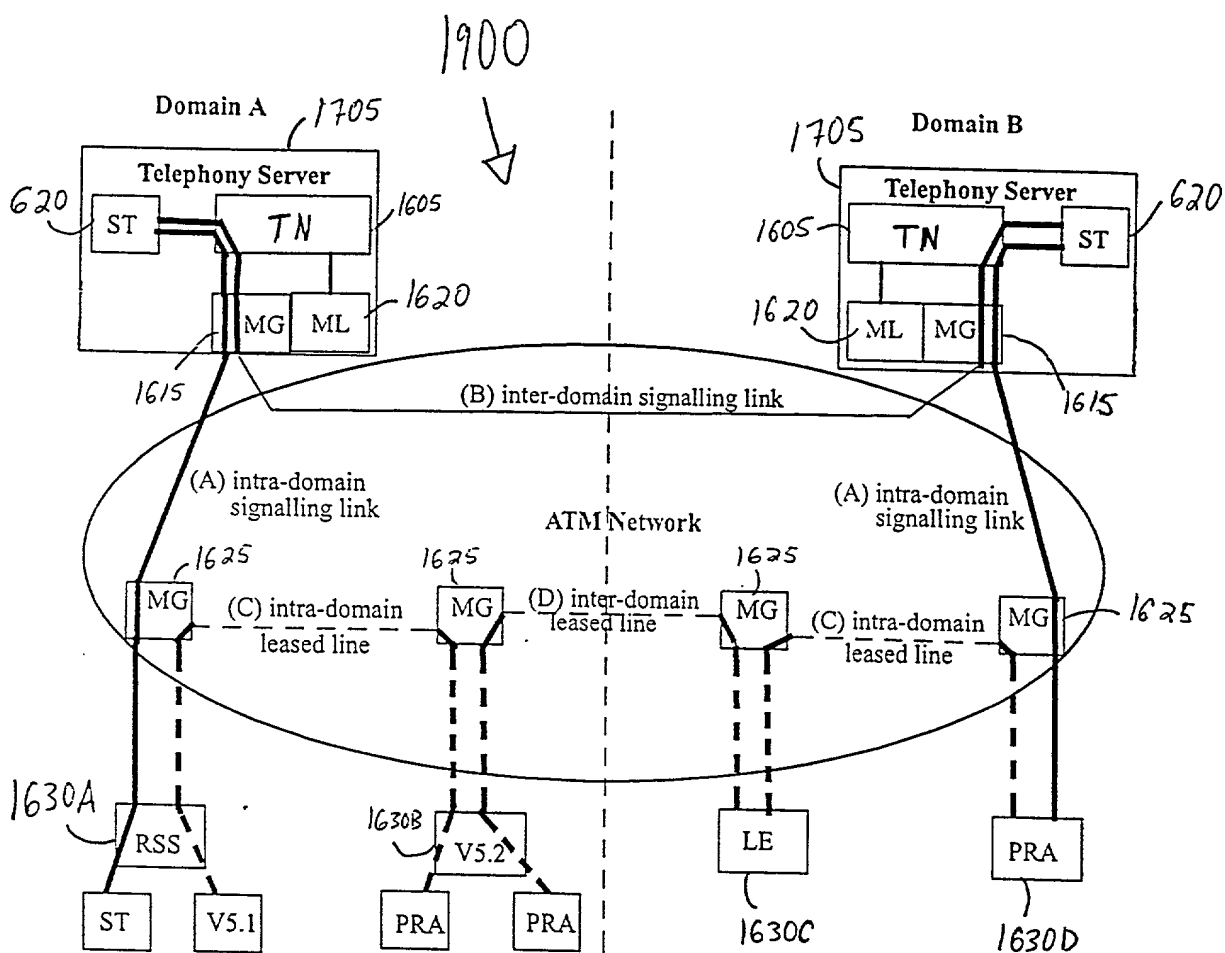 1900
Domain A
1705
Domain B
1705
Telephony Server
Telephony Server
620
ST
TN
1605
1605
TN
ST
620
MG
ML
1620
1620
ML
MG
1615
1615
(B) inter-domain signalling link
(A) intra-domain
signalling link
(A) intra-domain
signalling link
ATM Network
1625
1625
1625
MG
(C) intra-domain
leased line
MG
(D) inter-domain
leased line
MG
(C) intra-domain
leased line
MG
1625
1630A
RSS
1630B
V5.2
LE
PRA
ST
V5.1
PRA
PRA
1630C
1630D